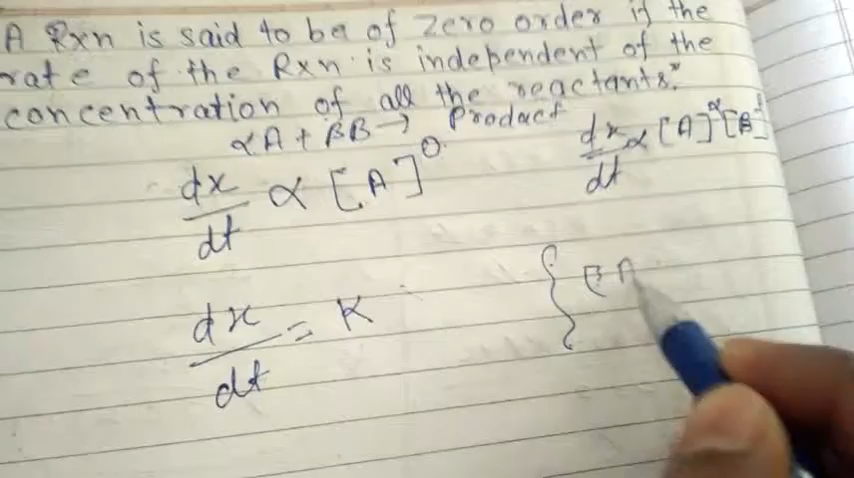 A Rxn is said to be of Zero order if the
rate of the Rxn is independent of the
concentration of all the reactants."
αA + βB → Product
dx/dt ∝ [A]⁰
dx/dt ∝ [A]^α [B]
dx/dt = K
{ [A